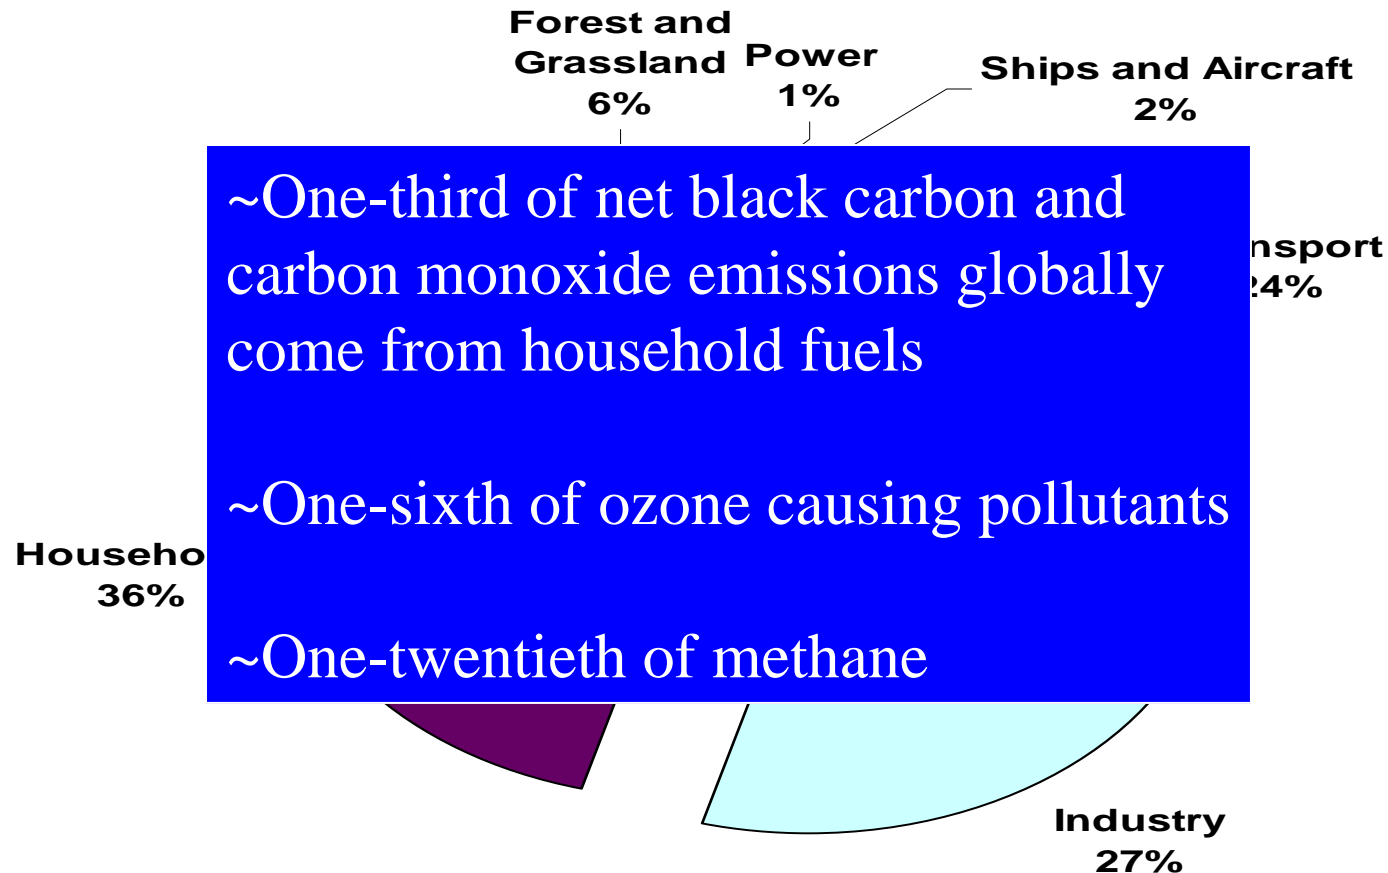 Forest and
Grassland
6%
Power
1%
Ships and Aircraft
2%
~One-third of net black carbon and
carbon monoxide emissions globally
come from household fuels
~One-sixth of ozone causing pollutants
~One-twentieth of methane
nsport
24%
Househo
36%
Industry
27%